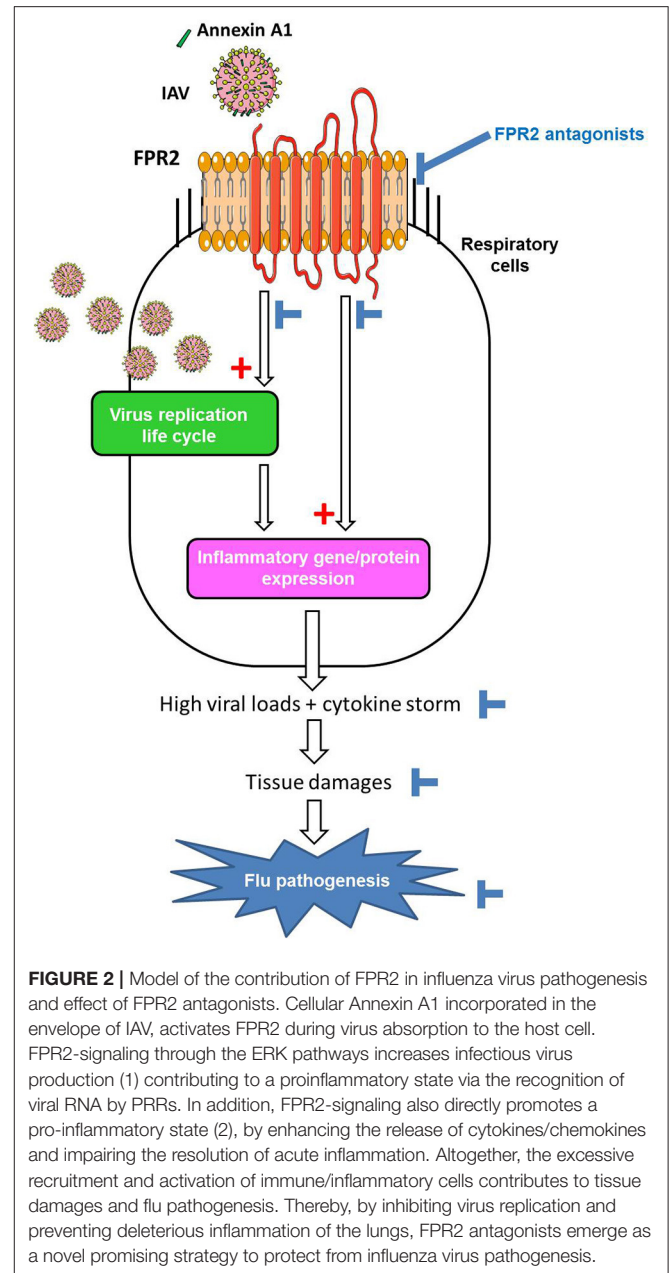 Annexin A1
IAV
FPR2
FPR2 antagonists
Respiratory
cells
+
Virus replication
life cycle
+
Inflammatory gene/protein
expression
High viral loads + cytokine storm
Tissue damages
Flu pathogenesis
FIGURE 2 | Model of the contribution of FPR2 in influenza virus pathogenesis
and effect of FPR2 antagonists. Cellular Annexin A1 incorporated in the
envelope of IAV, activates FPR2 during virus absorption to the host cell.
FPR2-signaling through the ERK pathways increases infectious virus
production (1) contributing to a proinflammatory state via the recognition of
viral RNA by PRRs. In addition, FPR2-signaling also directly promotes a
pro-inflammatory state (2), by enhancing the release of cytokines/chemokines
and impairing the resolution of acute inflammation. Altogether, the excessive
recruitment and activation of immune/inflammatory cells contributes to tissue
damages and flu pathogenesis. Thereby, by inhibiting virus replication and
preventing deleterious inflammation of the lungs, FPR2 antagonists emerge as
a novel promising strategy to protect from influenza virus pathogenesis.